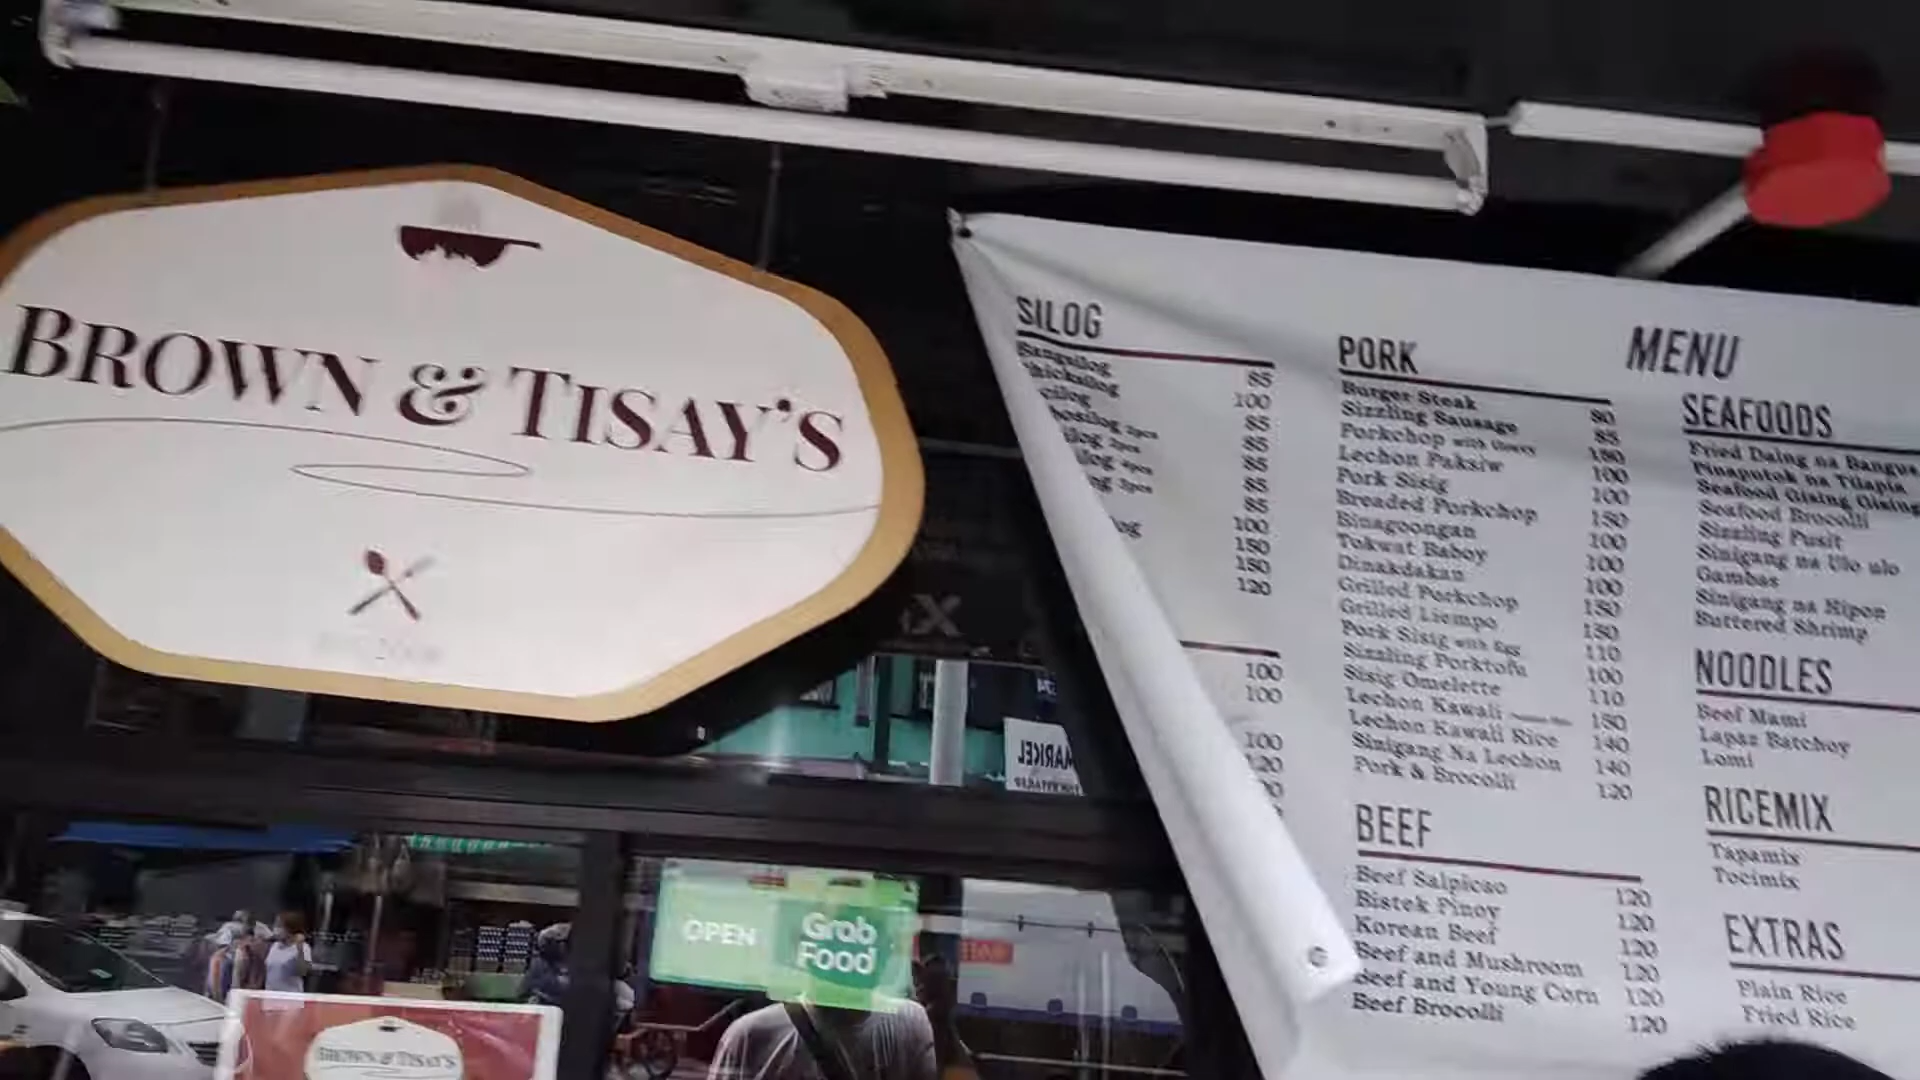 BROWN & TISAY'S
MENU
SILOG
Bangsilog 85
100
85
85
85
85
85
100
150
150
120
100
100
100
120
PORK
Burger Steak 80
Sizzling Sausage 85
Porkchop with Gravy 150
Lechon Paksiw 100
Pork Sisig 100
Breaded Porkchop 150
Binagoongan 100
Tokwat Baboy 100
Dinakdakan 100
Grilled Porkchop 150
Grilled Liempo 150
Pork Sisig with Egg 110
Sizzling Porktofu 100
Sisig Omelette 110
Lechon Kawali 150
Lechon Kawali Rice 140
Sinigang Na Lechon 140
Pork & Brocolli 120
BEEF
Beef Salpicao 120
Bistek Pinoy 120
Korean Beef 120
Beef and Mushroom 120
Beef and Young Corn 120
Beef Brocolli 120
SEAFOODS
Fried Daing na Bangus
Pinaputok na Tilapia
Seafood Gising Gising
Seafood Brocolli
Sizzling Pusit
Sinigang na Ulo ulo
Gambas
Sinigang na Hipon
Buttered Shrimp
NOODLES
Beef Mami
Lapaz Batchoy
Lomi
RICEMIX
Tapamix
Tocimix
EXTRAS
Plain Rice
Fried Rice
OPEN
Grab
Food
BROWN & TISAY'S